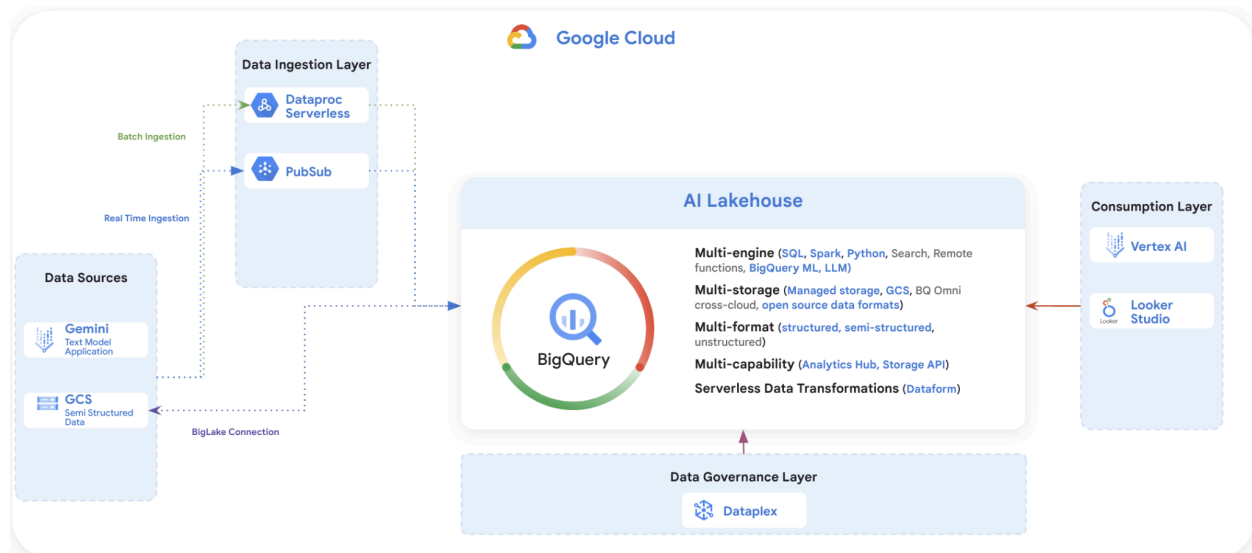 Google Cloud
Data Ingestion Layer
Dataproc
Serverless
Batch Ingestion
PubSub
Real Time Ingestion
Data Sources
Gemini
Text Model
Application
GCS
Semi Structured
Data
BigLake Connection
AI Lakehouse
BigQuery
Multi-engine (SQL, Spark, Python, Search, Remote
functions, BigQuery ML, LLM)
Multi-storage (Managed storage, GCS, BQ Omni
cross-cloud, open source data formats)
Multi-format (structured, semi-structured,
unstructured)
Multi-capability (Analytics Hub, Storage API)
Serverless Data Transformations (Dataform)
Consumption Layer
Vertex AI
Looker
Looker
Studio
Data Governance Layer
Dataplex